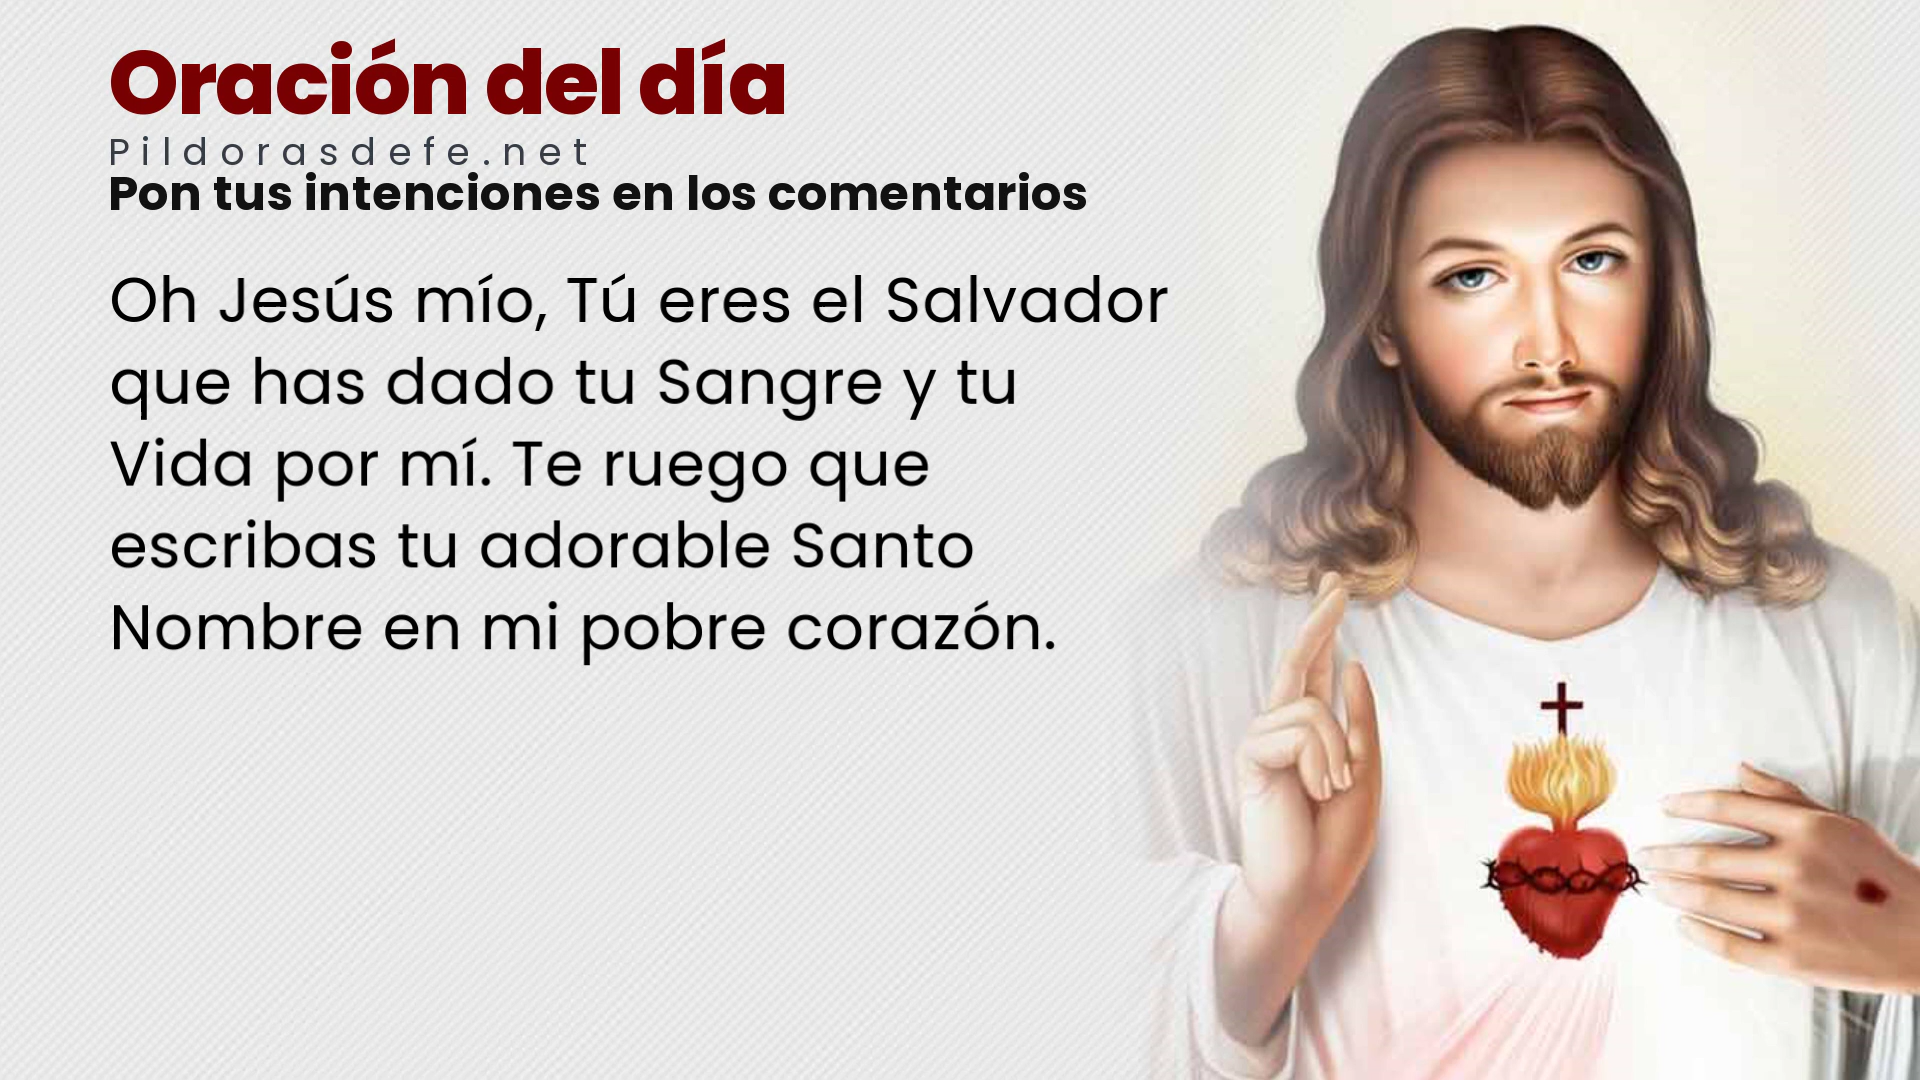 Oración del día
Pildorasdefe.net
Pon tus intenciones en los comentarios
Oh Jesús mío, Tú eres el Salvador
que has dado tu Sangre y tu
Vida por mí. Te ruego que
escribas tu adorable Santo
Nombre en mi pobre corazón.